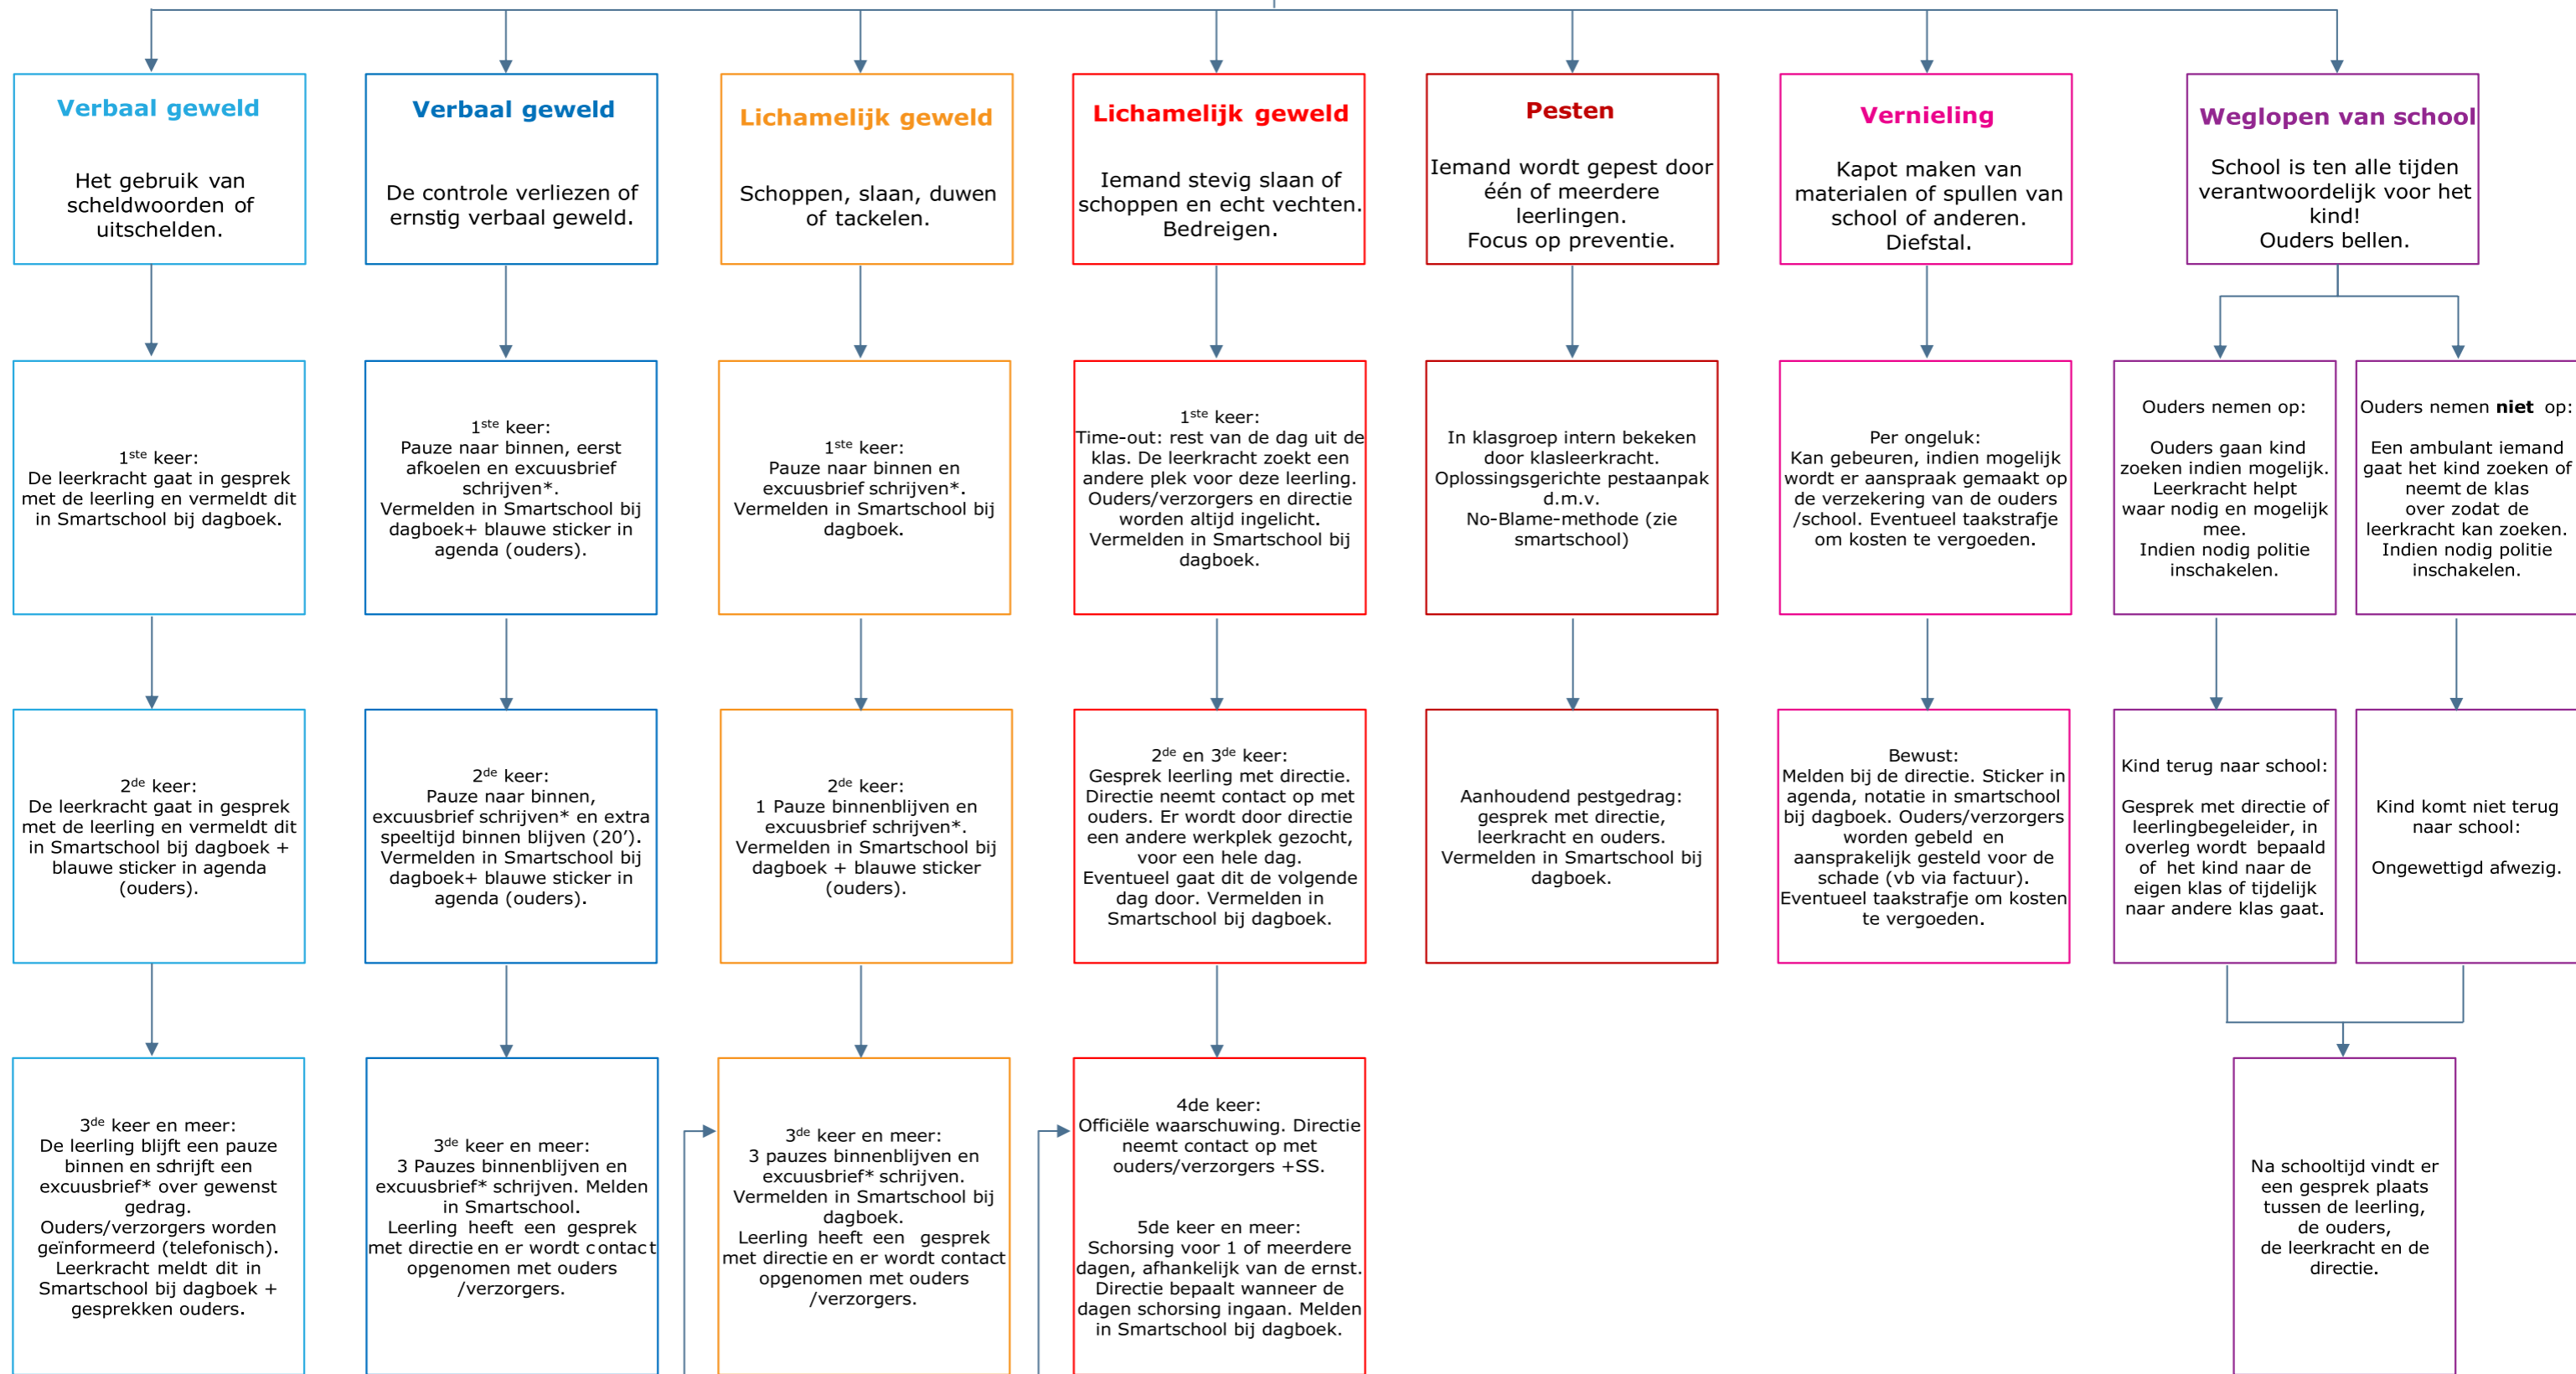 Verbaal geweld
Het gebruik van
scheldwoorden of
uitschelden.
Verbaal geweld
De controle verliezen of
ernstig verbaal geweld.
Lichamelijk geweld
Schoppen, slaan, duwen
of tackelen.
Lichamelijk geweld
Iemand stevig slaan of
schoppen en echt vechten.
Bedreigen.
Pesten
Iemand wordt gepest door
één of meerdere
leerlingen.
Focus op preventie.
Vernieling
Kapot maken van
materialen of spullen van
school of anderen.
Diefstal.
Weglopen van school
School is ten alle tijden
verantwoordelijk voor het
kind!
Ouders bellen.
1ste keer:
De leerkracht gaat in gesprek
met de leerling en vermeldt dit
in Smartschool bij dagboek.
1ste keer:
Pauze naar binnen, eerst
afkoelen en excuusbrief
schrijven*.
Vermelden in Smartschool bij
dagboek+ blauwe sticker in
agenda (ouders).
1ste keer:
Pauze naar binnen en
excuusbrief schrijven*.
Vermelden in Smartschool bij
dagboek.
1ste keer:
Time-out: rest van de dag uit de
klas. De leerkracht zoekt een
andere plek voor deze leerling.
Ouders/verzorgers en directie
worden altijd ingelicht.
Vermelden in Smartschool bij
dagboek.
In klasgroep intern bekeken
door klasleerkracht.
Oplossingsgerichte pestaanpak
d.m.v.
No-Blame-methode (zie
smartschool)
Per ongeluk:
Kan gebeuren, indien mogelijk
wordt er aanspraak gemaakt op
de verzekering van de ouders
/school. Eventueel taakstrafje
om kosten te vergoeden.
Ouders nemen op:
Ouders gaan kind
zoeken indien mogelijk.
Leerkracht helpt
waar nodig en mogelijk
mee.
Indien nodig politie
inschakelen.
Ouders nemen niet op:
Een ambulant iemand
gaat het kind zoeken of
neemt de klas
over zodat de
leerkracht kan zoeken.
Indien nodig politie
inschakelen.
2de keer:
De leerkracht gaat in gesprek
met de leerling en vermeldt dit
in Smartschool bij dagboek +
blauwe sticker in agenda
(ouders).
2de keer:
Pauze naar binnen,
excuusbrief schrijven* en extra
speeltijd binnen blijven (20').
Vermelden in Smartschool bij
dagboek+ blauwe sticker in
agenda (ouders).
2de keer:
1 Pauze binnenblijven en
excuusbrief schrijven*.
Vermelden in Smartschool bij
dagboek + blauwe sticker
(ouders).
2de en 3de keer:
Gesprek leerling met directie.
Directie neemt contact op met
ouders. Er wordt door directie
een andere werkplek gezocht,
voor een hele dag.
Eventueel gaat dit de volgende
dag door. Vermelden in
Smartschool bij dagboek.
Aanhoudend pestgedrag:
gesprek met directie,
leerkracht en ouders.
Vermelden in Smartschool bij
dagboek.
Bewust:
Melden bij de directie. Sticker in
agenda, notatie in smartschool
bij dagboek. Ouders/verzorgers
worden gebeld en
aansprakelijk gesteld voor de
schade (vb via factuur).
Eventueel taakstrafje om kosten
te vergoeden.
Kind terug naar school:
Gesprek met directie of
leerlingbegeleider, in
overleg wordt bepaald
of het kind naar de
eigen klas of tijdelijk
naar andere klas gaat.
Kind komt niet terug
naar school:
Ongewettigd afwezig.
3de keer en meer:
De leerling blijft een pauze
binnen en schrijft een
excuusbrief* over gewenst
gedrag.
Ouders/verzorgers worden
geïnformeerd (telefonisch).
Leerkracht meldt dit in
Smartschool bij dagboek +
gesprekken ouders.
3de keer en meer:
3 Pauzes binnenblijven en
excuusbrief* schrijven. Melden
in Smartschool.
Leerling heeft een gesprek
met directie en er wordt contact
opgenomen met ouders
/verzorgers.
3de keer en meer:
3 pauzes binnenblijven en
excuusbrief* schrijven.
Vermelden in Smartschool bij
dagboek.
Leerling heeft een gesprek
met directie en er wordt contact
opgenomen met ouders
/verzorgers.
4de keer:
Officiële waarschuwing. Directie
neemt contact op met
ouders/verzorgers +SS.
5de keer en meer:
Schorsing voor 1 of meerdere
dagen, afhankelijk van de ernst.
Directie bepaalt wanneer de
dagen schorsing ingaan. Melden
in Smartschool bij dagboek.
Na schooltijd vindt er
een gesprek plaats
tussen de leerling,
de ouders,
de leerkracht en de
directie.